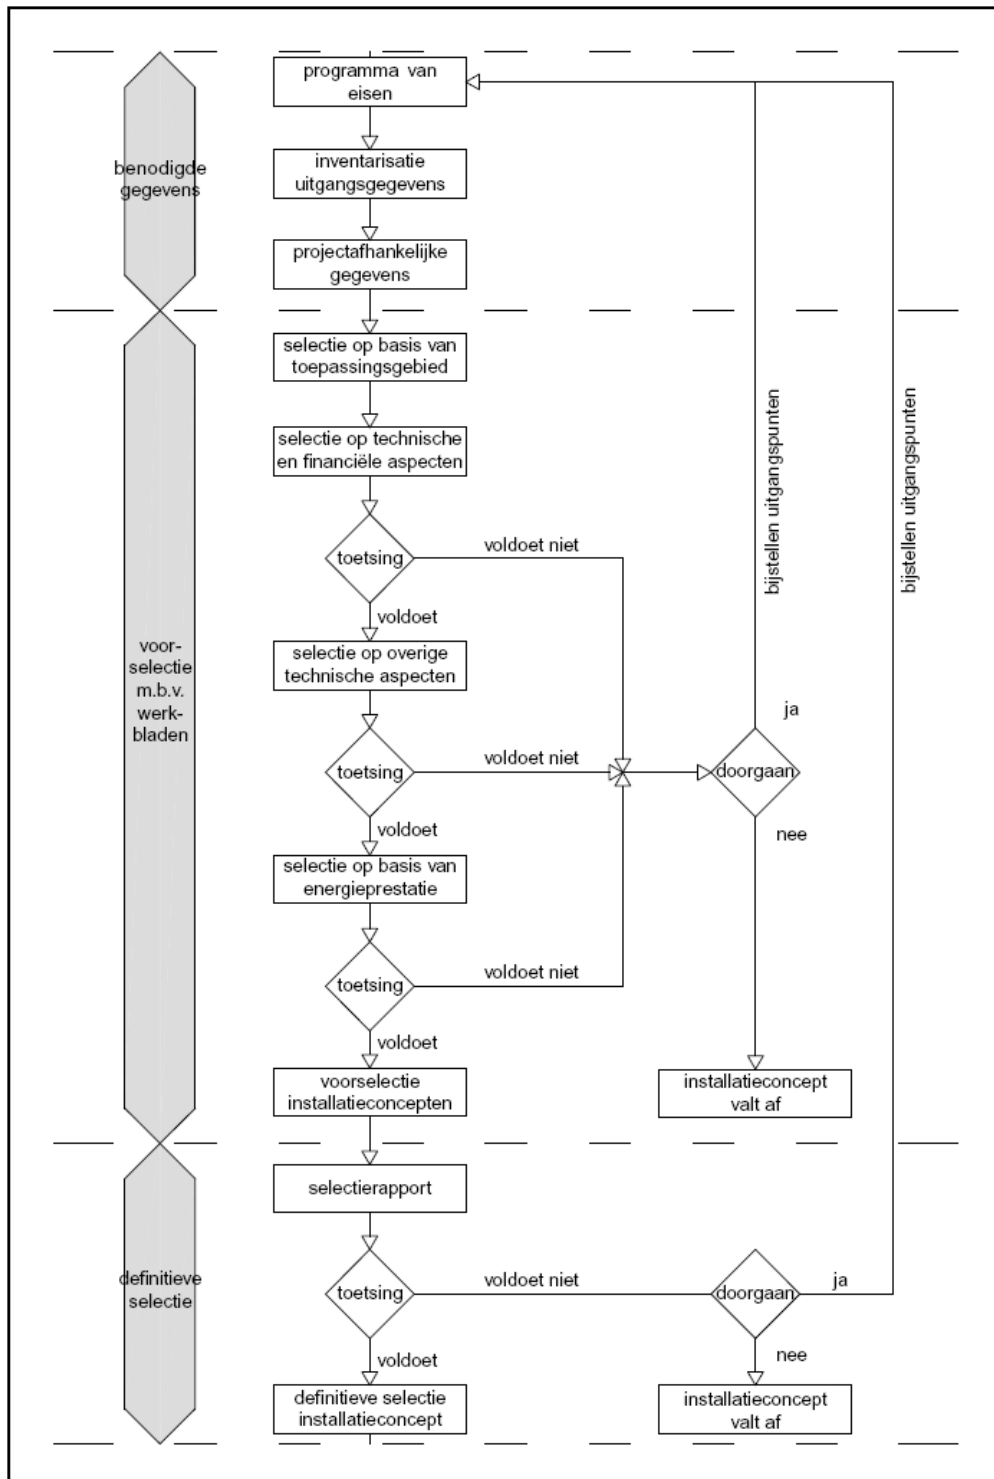 programma van
eisen
benodigde
gegevens
inventarisatie
uitgangsgegevens
projectafhankelijke
gegevens
selectie op basis van
toepassingsgebied
selectie op technische
en financiële aspecten
toetsing
voldoet niet
voldoet
bijstellen uitgangspunten
bijstellen uitgangspunten
voor-
selectie
m.b.v.
werk-
bladen
selectie op overige
technische aspecten
toetsing
voldoet niet
voldoet
ja
doorgaan
nee
selectie op basis van
energieprestatie
toetsing
voldoet niet
voldoet
voorselectie
installatieconcepten
installatieconcept
valt af
selectierapport
definitieve
selectie
toetsing
voldoet niet
doorgaan
ja
voldoet
nee
definitieve selectie
installatieconcept
installatieconcept
valt af